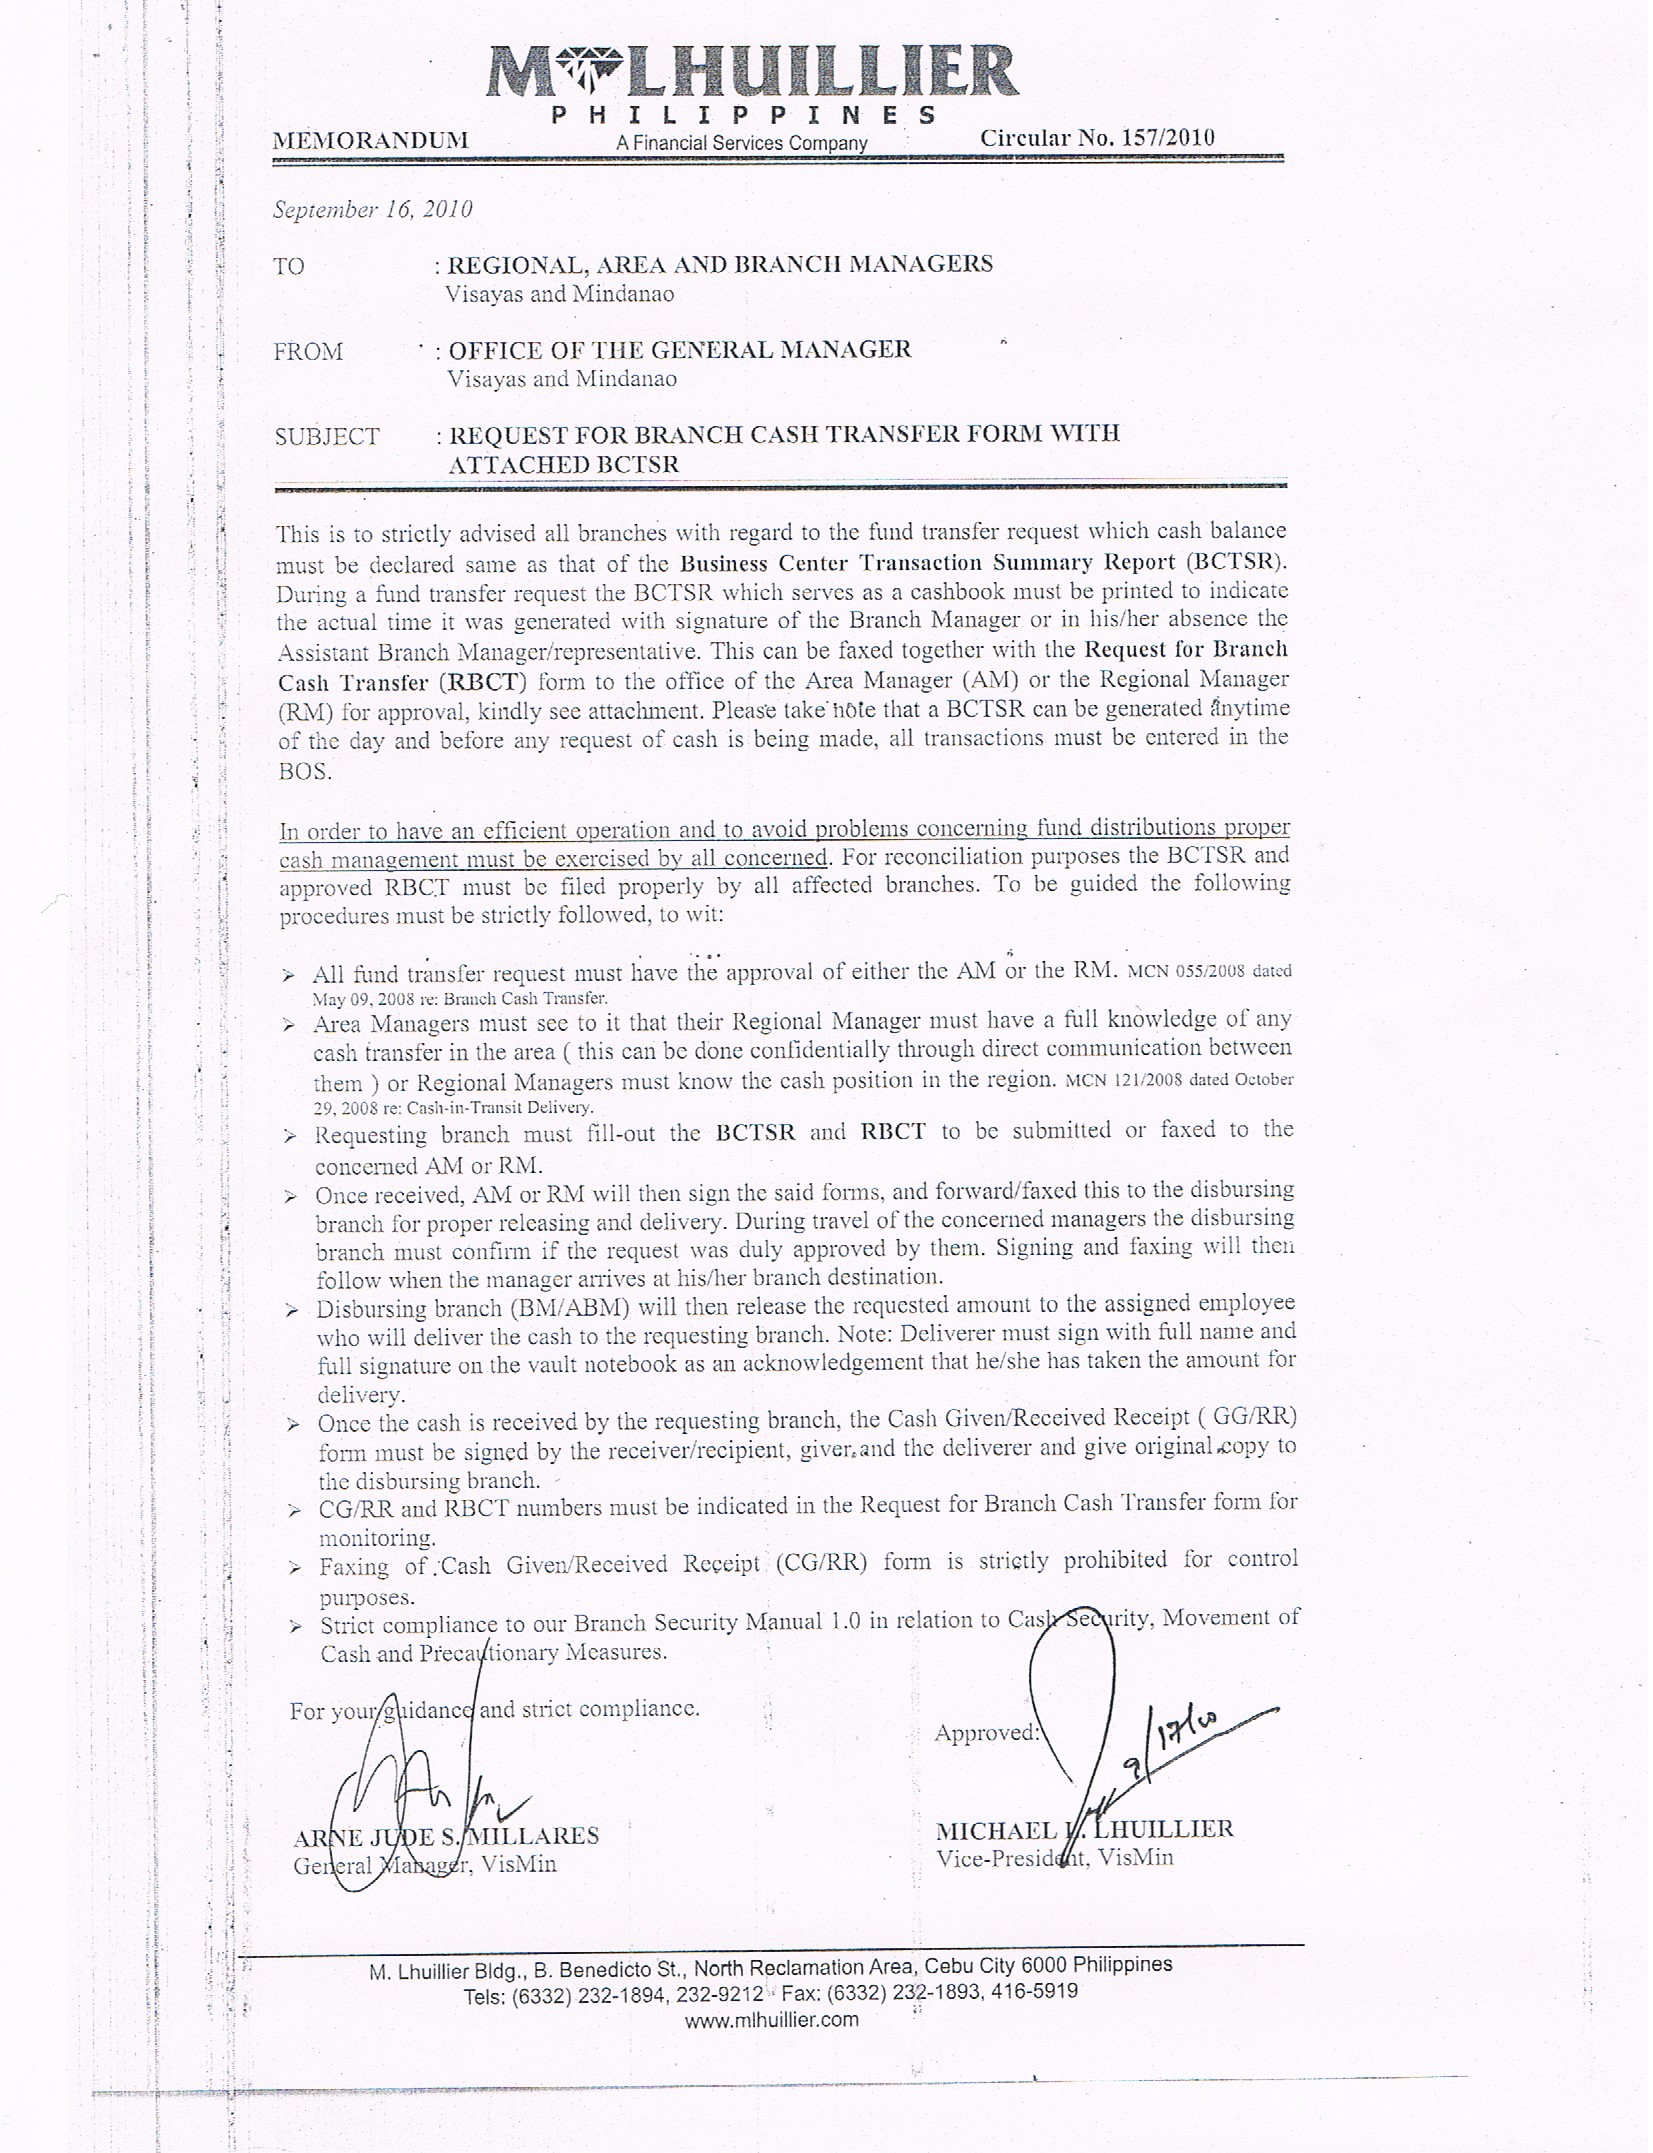 M LHUILLIER
PHILIPPINES
MEMORANDUM A Financial Services Company Circular No. 157/2010
September 16, 2010
TO : REGIONAL, AREA AND BRANCH MANAGERS
Visayas and Mindanao
FROM : OFFICE OF THE GENERAL MANAGER
Visayas and Mindanao
SUBJECT : REQUEST FOR BRANCH CASH TRANSFER FORM WITH
ATTACHED BCTSR
This is to strictly advised all branches with regard to the fund transfer request which cash balance
must be declared same as that of the Business Center Transaction Summary Report (BCTSR).
During a fund transfer request the BCTSR which serves as a cashbook must be printed to indicate
the actual time it was generated with signature of the Branch Manager or in his/her absence the
Assistant Branch Manager/representative. This can be faxed together with the Request for Branch
Cash Transfer (RBCT) form to the office of the Area Manager (AM) or the Regional Manager
(RM) for approval, kindly see attachment. Please take note that a BCTSR can be generated anytime
of the day and before any request of cash is being made, all transactions must be entered in the
BOS.
In order to have an efficient operation and to avoid problems concerning fund distributions proper
cash management must be exercised by all concerned. For reconciliation purposes the BCTSR and
approved RBCT must be filed properly by all affected branches. To be guided the following
procedures must be strictly followed, to wit:
➢ All fund transfer request must have the approval of either the AM or the RM. MCN 055/2008 dated
May 09, 2008 re: Branch Cash Transfer.
➢ Area Managers must see to it that their Regional Manager must have a full knowledge of any
cash transfer in the area ( this can be done confidentially through direct communication between
them ) or Regional Managers must know the cash position in the region. MCN 121/2008 dated October
29, 2008 re: Cash-in-Transit Delivery.
➢ Requesting branch must fill-out the BCTSR and RBCT to be submitted or faxed to the
concerned AM or RM.
➢ Once received, AM or RM will then sign the said forms, and forward/faxed this to the disbursing
branch for proper releasing and delivery. During travel of the concerned managers the disbursing
branch must confirm if the request was duly approved by them. Signing and faxing will then
follow when the manager arrives at his/her branch destination.
➢ Disbursing branch (BM/ABM) will then release the requested amount to the assigned employee
who will deliver the cash to the requesting branch. Note: Deliverer must sign with full name and
full signature on the vault notebook as an acknowledgement that he/she has taken the amount for
delivery.
➢ Once the cash is received by the requesting branch, the Cash Given/Received Receipt ( GG/RR)
form must be signed by the receiver/recipient, giver and the deliverer and give original copy to
the disbursing branch.
➢ CG/RR and RBCT numbers must be indicated in the Request for Branch Cash Transfer form for
monitoring.
➢ Faxing of Cash Given/Received Receipt (CG/RR) form is strictly prohibited for control
purposes.
➢ Strict compliance to our Branch Security Manual 1.0 in relation to Cash Security, Movement of
Cash and Precautionary Measures.
For your guidance and strict compliance.
Approved:
9/17/10
ARNE JUDE S. MILLARES MICHAEL LHUILLIER
General Manager, VisMin Vice-President, VisMin
M. Lhuillier Bldg., B. Benedicto St., North Reclamation Area, Cebu City 6000 Philippines
Tels: (6332) 232-1894, 232-9212 Fax: (6332) 232-1893, 416-5919
www.mlhuillier.com